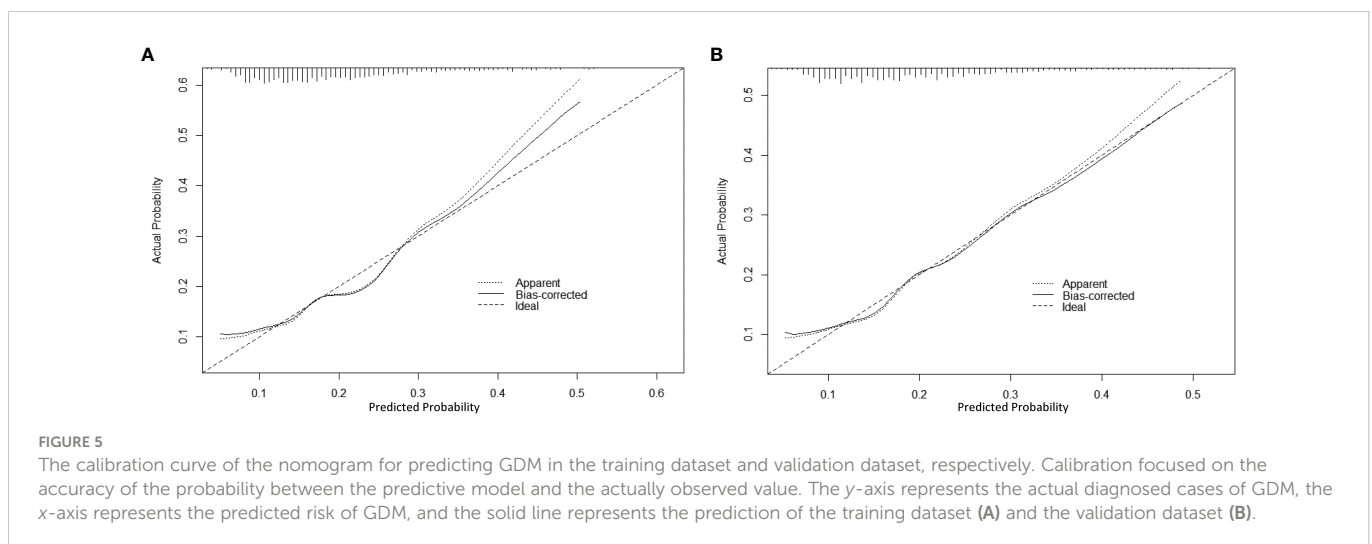 A
B
0.6
0.5
0.4
0.3
0.2
0.1
Actual Probability
Apparent
Bias-corrected
Ideal
0.1 0.2 0.3 0.4 0.5 0.6
Predicted Probability
0.5
0.4
0.3
0.2
0.1
Actual Probability
Apparent
Bias-corrected
Ideal
0.1 0.2 0.3 0.4 0.5
Predicted Probability
FIGURE 5
The calibration curve of the nomogram for predicting GDM in the training dataset and validation dataset, respectively. Calibration focused on the
accuracy of the probability between the predictive model and the actually observed value. The y-axis represents the actual diagnosed cases of GDM, the
x-axis represents the predicted risk of GDM, and the solid line represents the prediction of the training dataset (A) and the validation dataset (B).